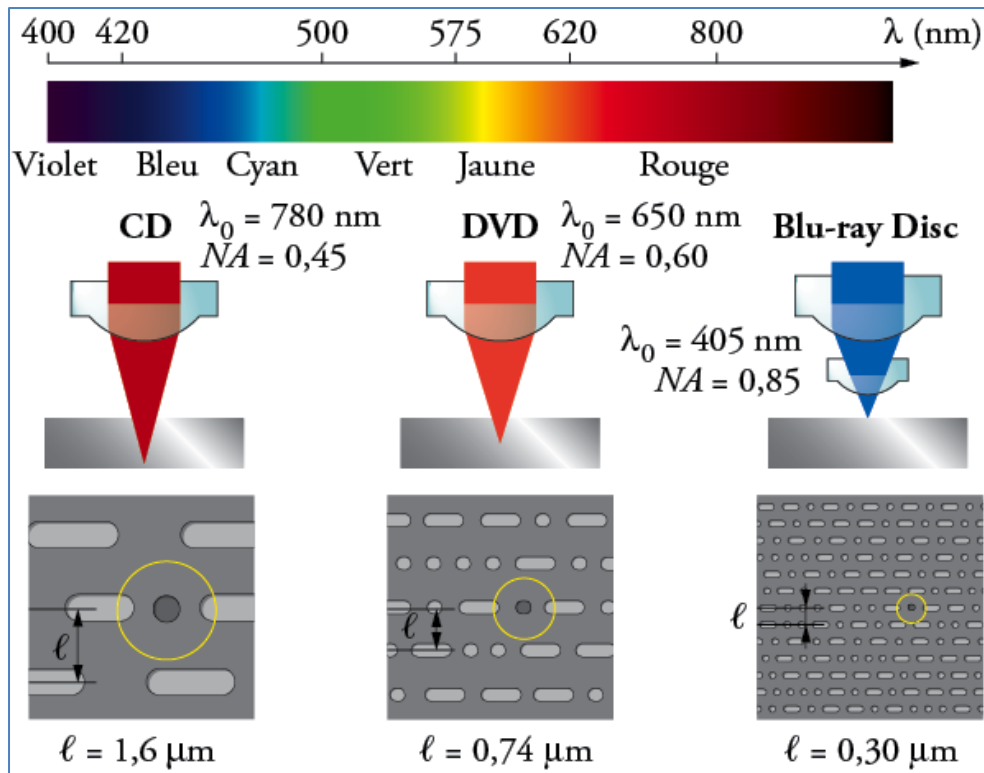 400 420 500 575 620 800 λ (nm)
Violet Bleu Cyan Vert Jaune Rouge
CD
λ₀ = 780 nm
NA = 0,45
DVD
λ₀ = 650 nm
NA = 0,60
Blu-ray Disc
λ₀ = 405 nm
NA = 0,85
ℓ
ℓ
ℓ
ℓ = 1,6 µm
ℓ = 0,74 µm
ℓ = 0,30 µm